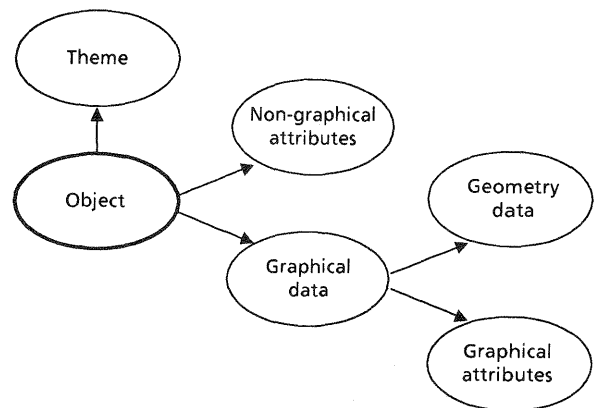 Theme
Non-graphical
attributes
Object
Geometry
data
Graphical
data
Graphical
attributes